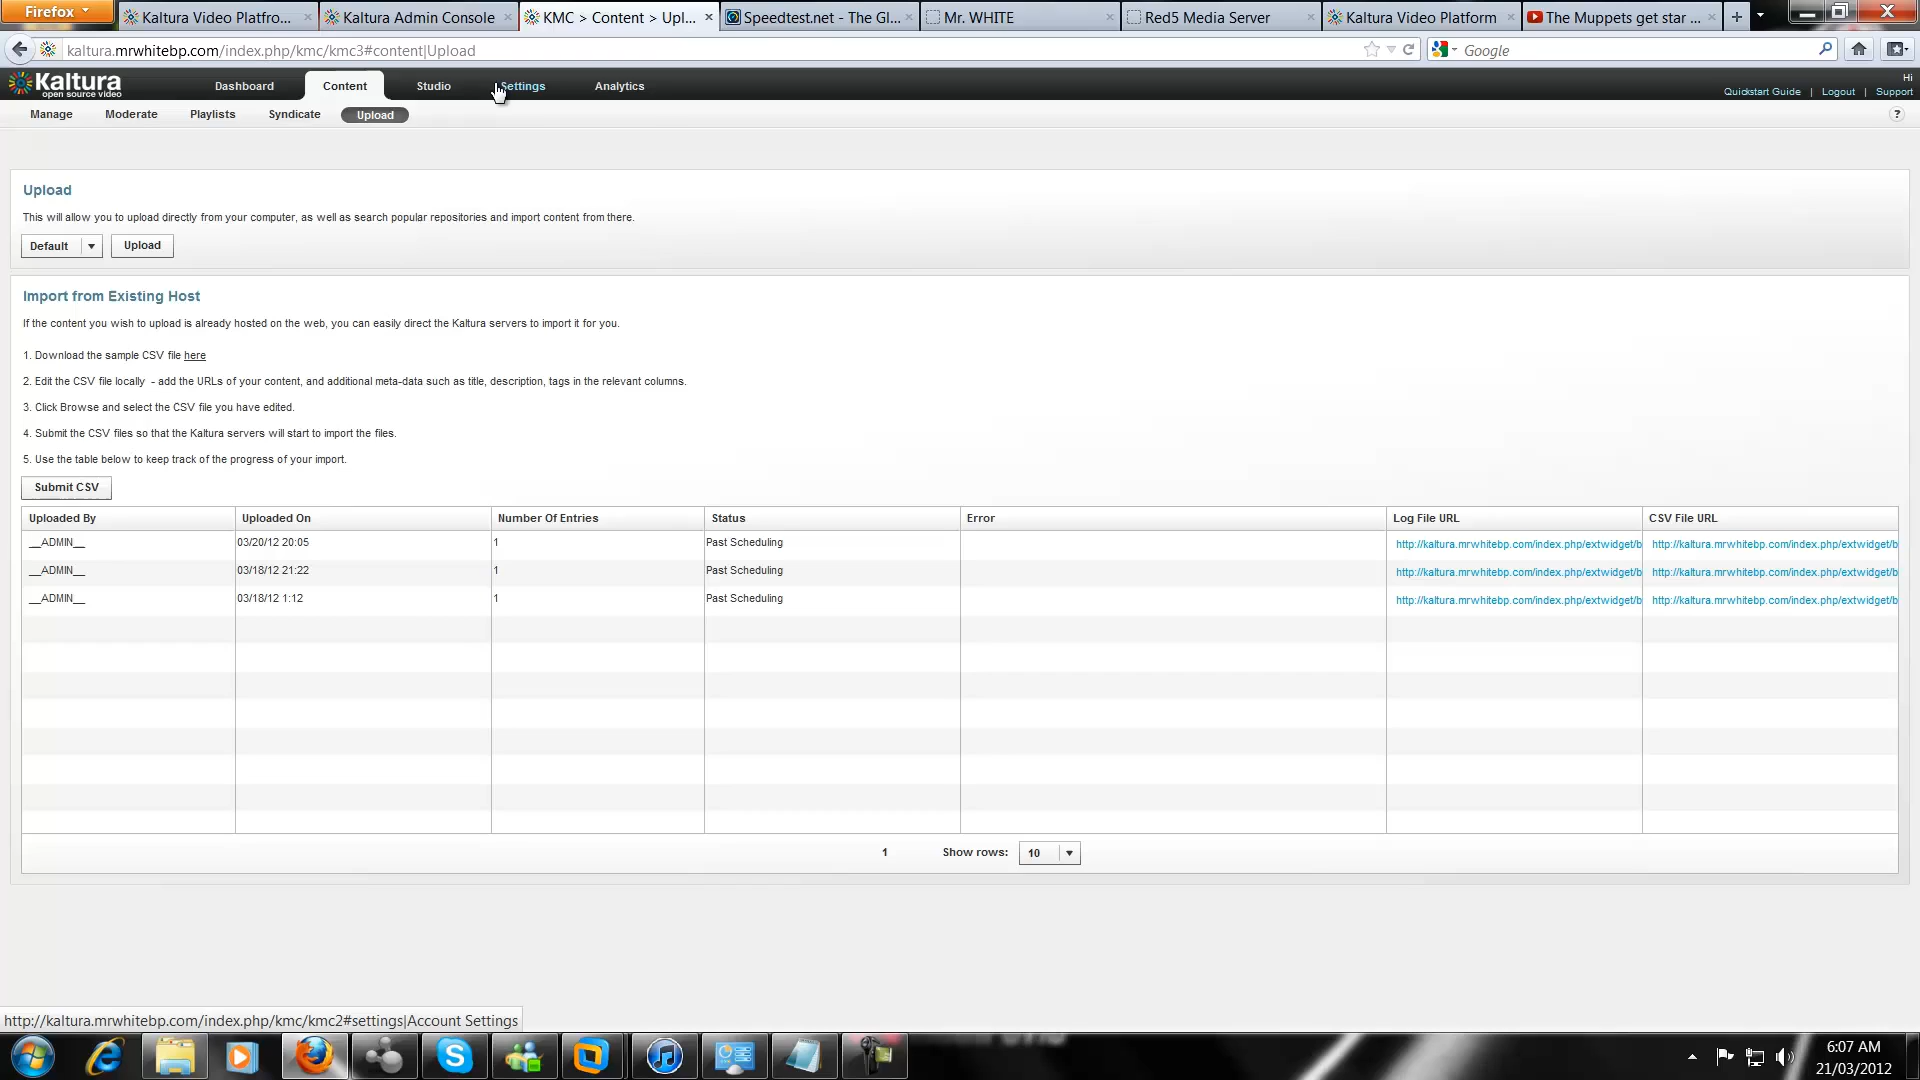 Firefox
Kaltura Video Platfro...
Kaltura Admin Console
KMC > Content > Upl...
Speedtest.net - The Gl...
Mr. WHITE
Red5 Media Server
Kaltura Video Platform
The Muppets get star ...
kaltura.mrwhitebp.com/index.php/kmc/kmc3#content|Upload
Google
Kaltura
open source video
Dashboard
Content
Studio
Settings
Analytics
Hi
Quickstart Guide | Logout | Support
Manage
Moderate
Playlists
Syndicate
Upload
?
Upload
This will allow you to upload directly from your computer, as well as search popular repositories and import content from there.
Default
Upload
Import from Existing Host
If the content you wish to upload is already hosted on the web, you can easily direct the Kaltura servers to import it for you.
1. Download the sample CSV file here
2. Edit the CSV file locally - add the URLs of your content, and additional meta-data such as title, description, tags in the relevant columns.
3. Click Browse and select the CSV file you have edited.
4. Submit the CSV files so that the Kaltura servers will start to import the files.
5. Use the table below to keep track of the progress of your import.
Submit CSV
Uploaded By
Uploaded On
Number Of Entries
Status
Error
Log File URL
CSV File URL
__ADMIN__
03/20/12 20:05
1
Past Scheduling
http://kaltura.mrwhitebp.com/index.php/extwidget/b
http://kaltura.mrwhitebp.com/index.php/extwidget/b
__ADMIN__
03/18/12 21:22
1
Past Scheduling
http://kaltura.mrwhitebp.com/index.php/extwidget/b
http://kaltura.mrwhitebp.com/index.php/extwidget/b
__ADMIN__
03/18/12 1:12
1
Past Scheduling
http://kaltura.mrwhitebp.com/index.php/extwidget/b
http://kaltura.mrwhitebp.com/index.php/extwidget/b
1
Show rows:
10
http://kaltura.mrwhitebp.com/index.php/kmc/kmc2#settings|Account Settings
6:07 AM
21/03/2012